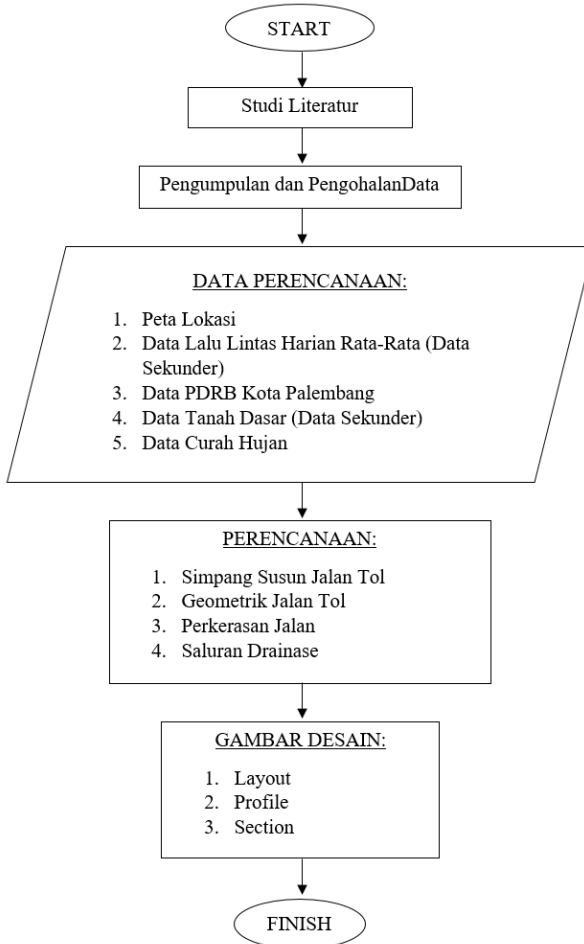 START
Studi Literatur
Pengumpulan dan PengohalanData
DATA PERENCANAAN:
1. Peta Lokasi
2. Data Lalu Lintas Harian Rata-Rata (Data
Sekunder)
3. Data PDRB Kota Palembang
4. Data Tanah Dasar (Data Sekunder)
5. Data Curah Hujan
PERENCANAAN:
1. Simpang Susun Jalan Tol
2. Geometrik Jalan Tol
3. Perkerasan Jalan
4. Saluran Drainase
GAMBAR DESAIN:
1. Layout
2. Profile
3. Section
FINISH